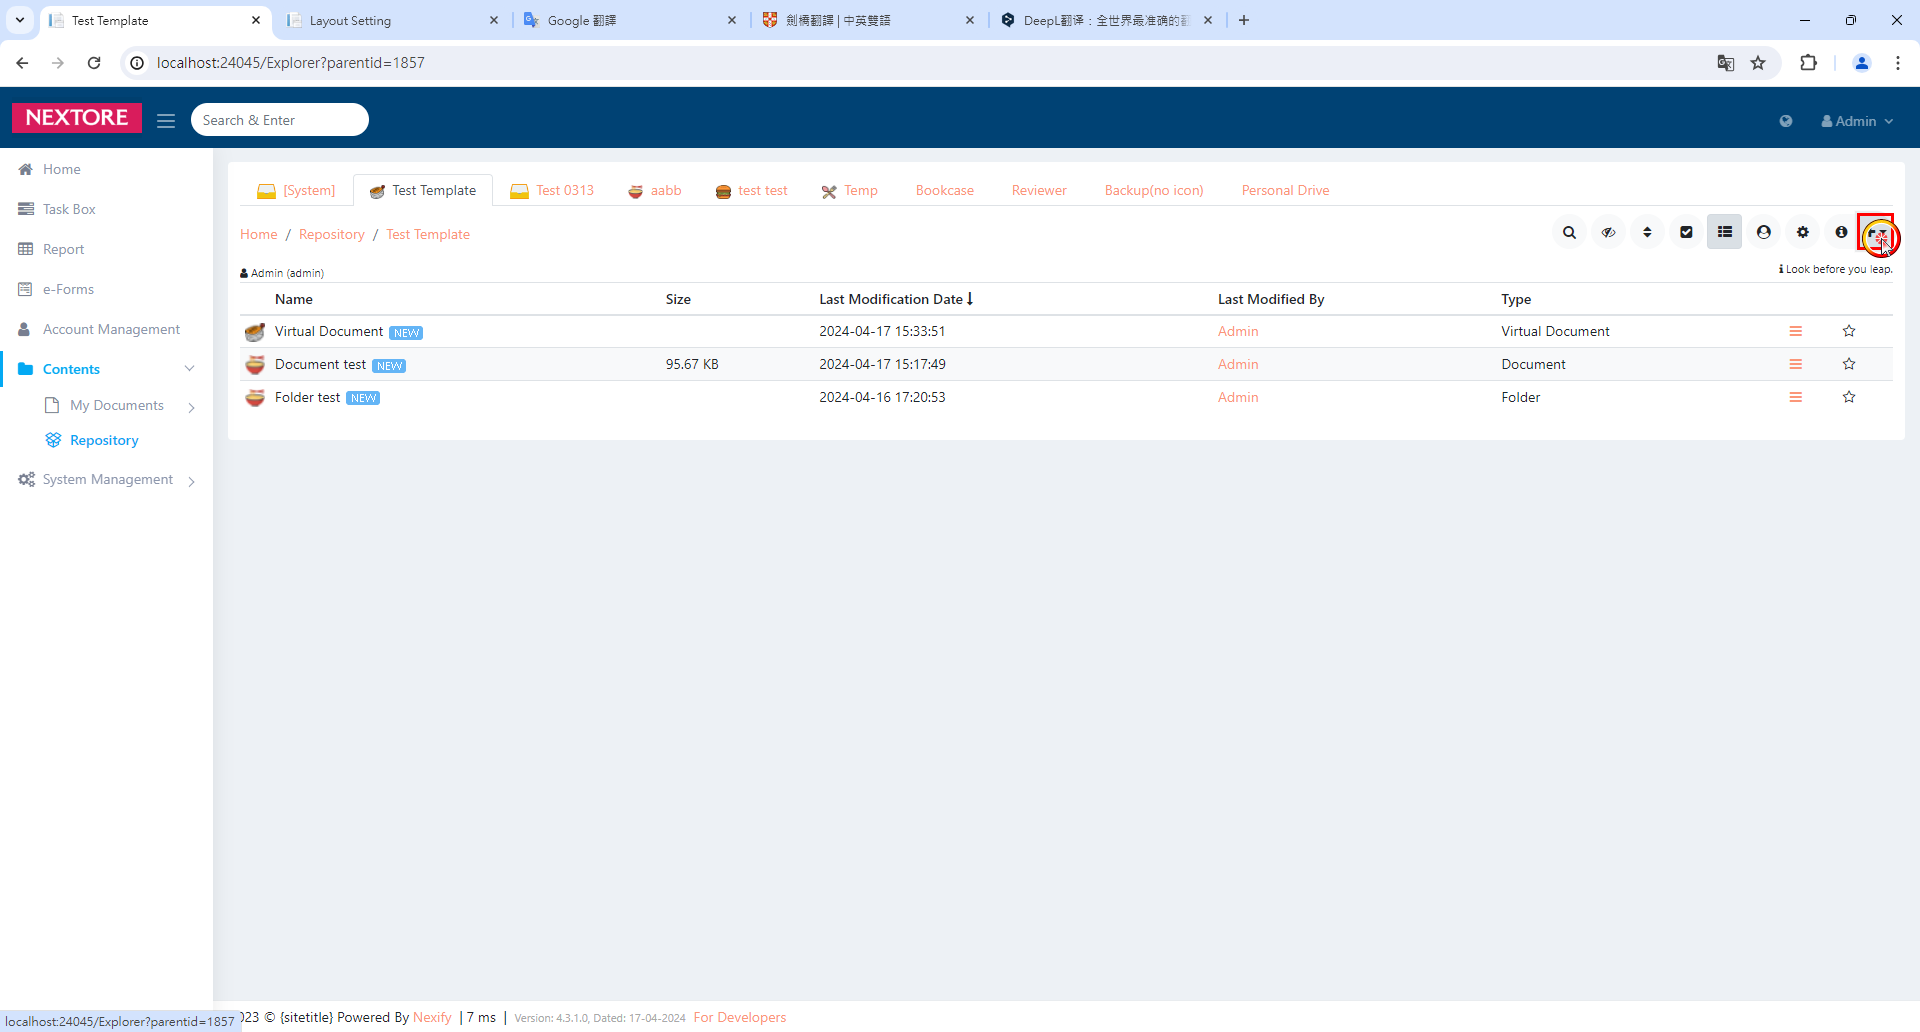 Test Template
Layout Setting
Google 翻譯
劍橋翻譯 | 中英雙語
DeepL翻译：全世界最准确的
localhost:24045/Explorer?parentid=1857
NEXTORE
Search & Enter
Admin
Home
Task Box
Report
e-Forms
Account Management
Contents
My Documents
Repository
System Management
[System] Test Template Test 0313 aabb test test Temp Bookcase Reviewer Backup(no icon) Personal Drive
Home / Repository / Test Template
Admin (admin)
Look before you leap.
Name Size Last Modification Date Last Modified By Type
Virtual Document NEW 2024-04-17 15:33:51 Admin Virtual Document
Document test NEW 95.67 KB 2024-04-17 15:17:49 Admin Document
Folder test NEW 2024-04-16 17:20:53 Admin Folder
localhost:24045/Explorer?parentid=1857
023 © {sitetitle} Powered By Nexify | 7 ms | Version: 4.3.1.0, Dated: 17-04-2024 For Developers